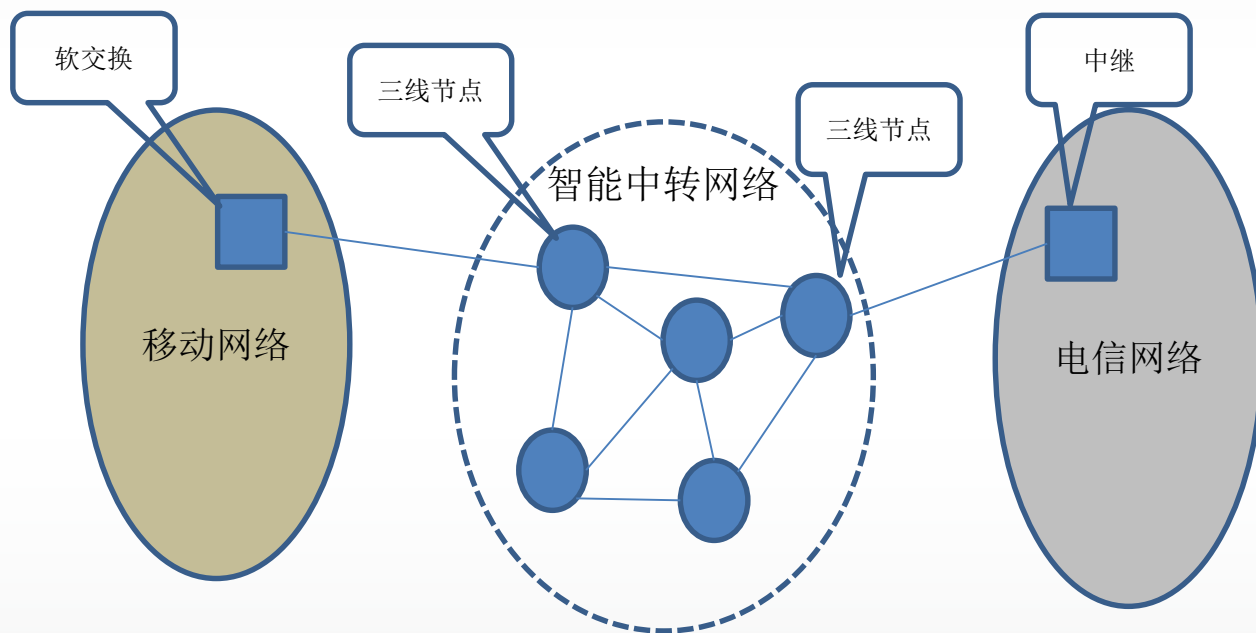 软交换
三线节点
三线节点
中继
智能中转网络
移动网络
电信网络